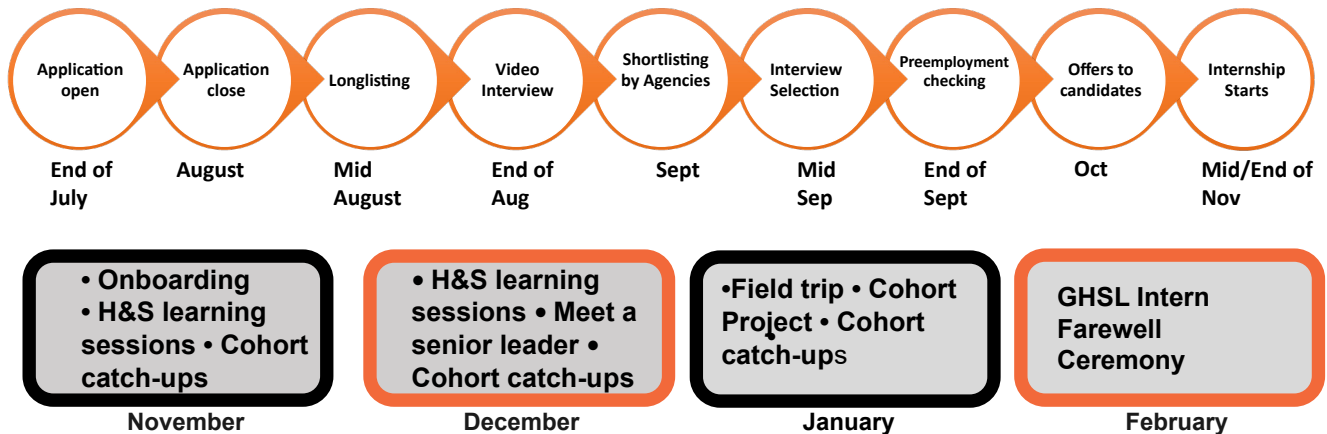 Application
open
Application
close
Longlisting
Video
Interview
Shortlisting
by Agencies
Interview
Selection
Preemployment
checking
Offers to
candidates
Internship
Starts
End of
July
August
Mid
August
End of
Aug
Sept
Mid
Sep
End of
Sept
Oct
Mid/End of
Nov
• Onboarding
• H&S learning
sessions • Cohort
catch-ups
November
• H&S learning
sessions • Meet a
senior leader •
Cohort catch-ups
December
•Field trip • Cohort
Project • Cohort
catch-ups
January
GHSL Intern
Farewell
Ceremony
February